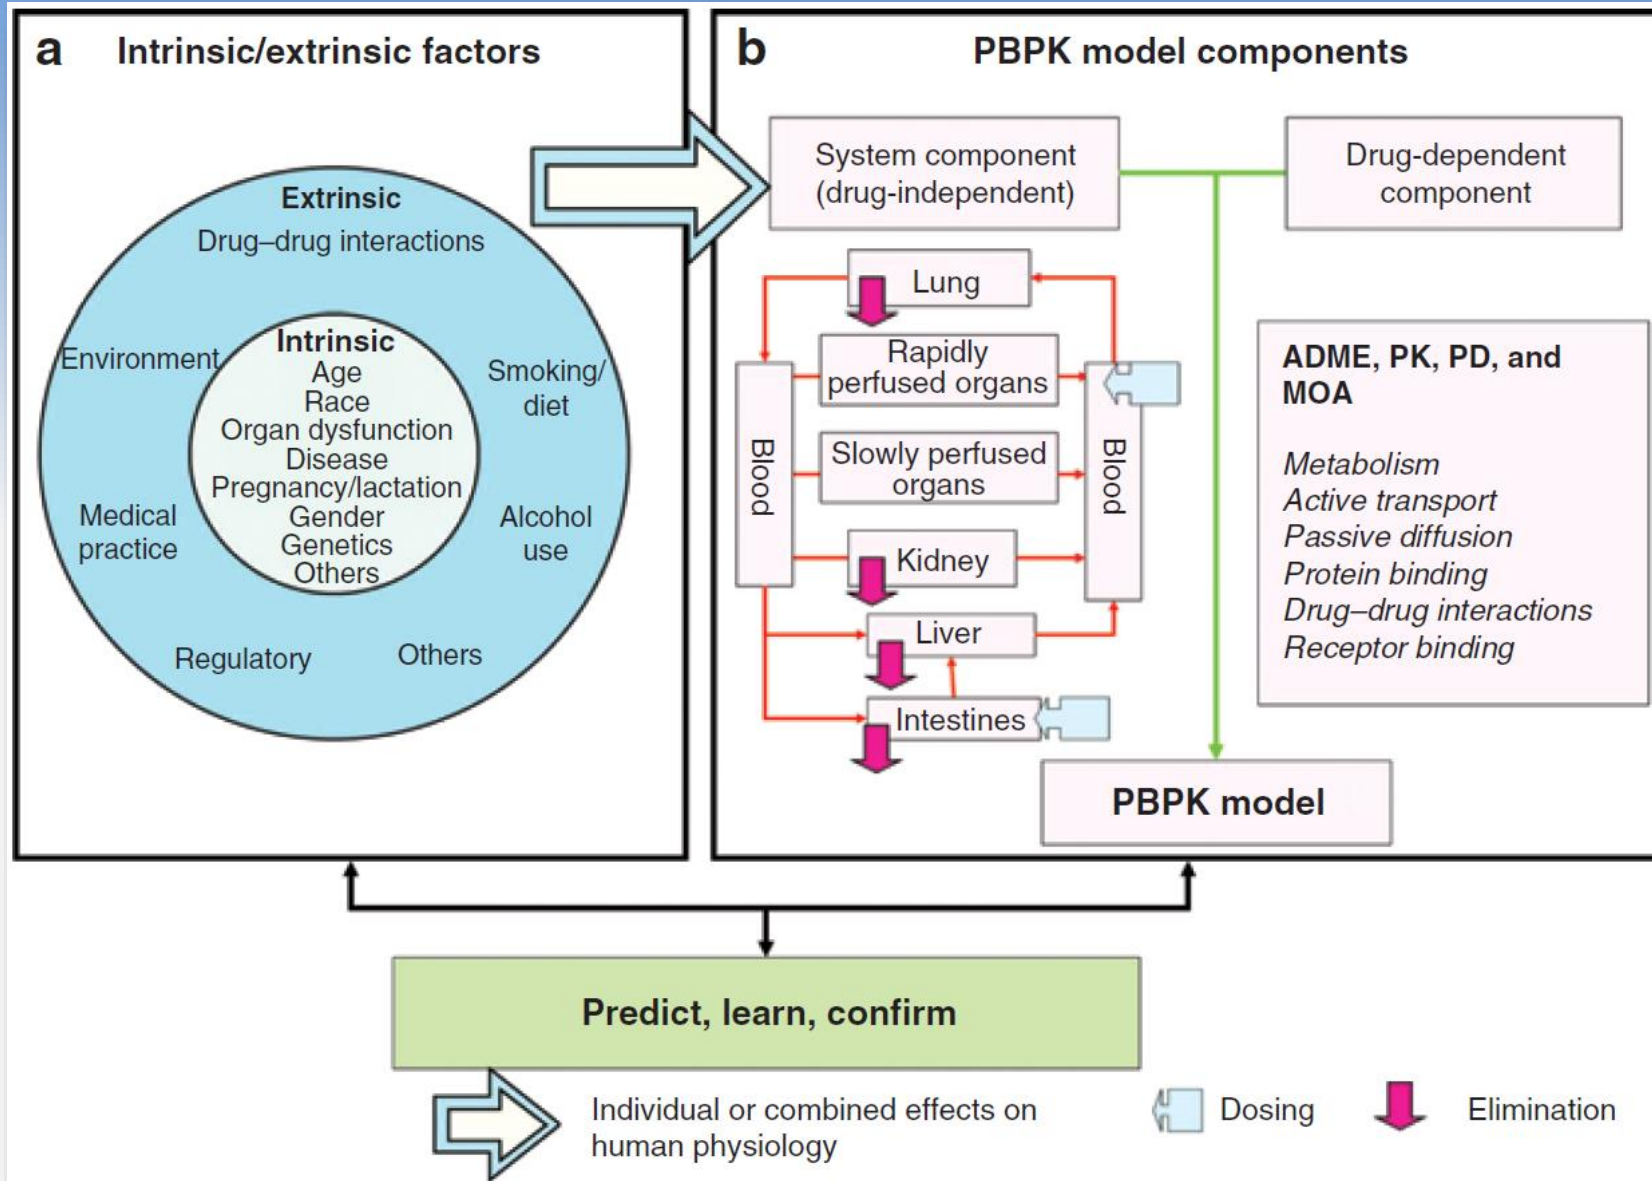 a
Intrinsic/extrinsic factors
Extrinsic
Drug–drug interactions
Environment
Smoking/
diet
Medical
practice
Alcohol
use
Regulatory
Others
Intrinsic
Age
Race
Organ dysfunction
Disease
Pregnancy/lactation
Gender
Genetics
Others
b
PBPK model components
System component
(drug-independent)
Drug-dependent
component
Lung
Rapidly
perfused organs
Slowly perfused
organs
Kidney
Liver
Intestines
Blood
Blood
ADME, PK, PD, and
MOA
Metabolism
Active transport
Passive diffusion
Protein binding
Drug–drug interactions
Receptor binding
PBPK model
Predict, learn, confirm
Individual or combined effects on
human physiology
Dosing
Elimination